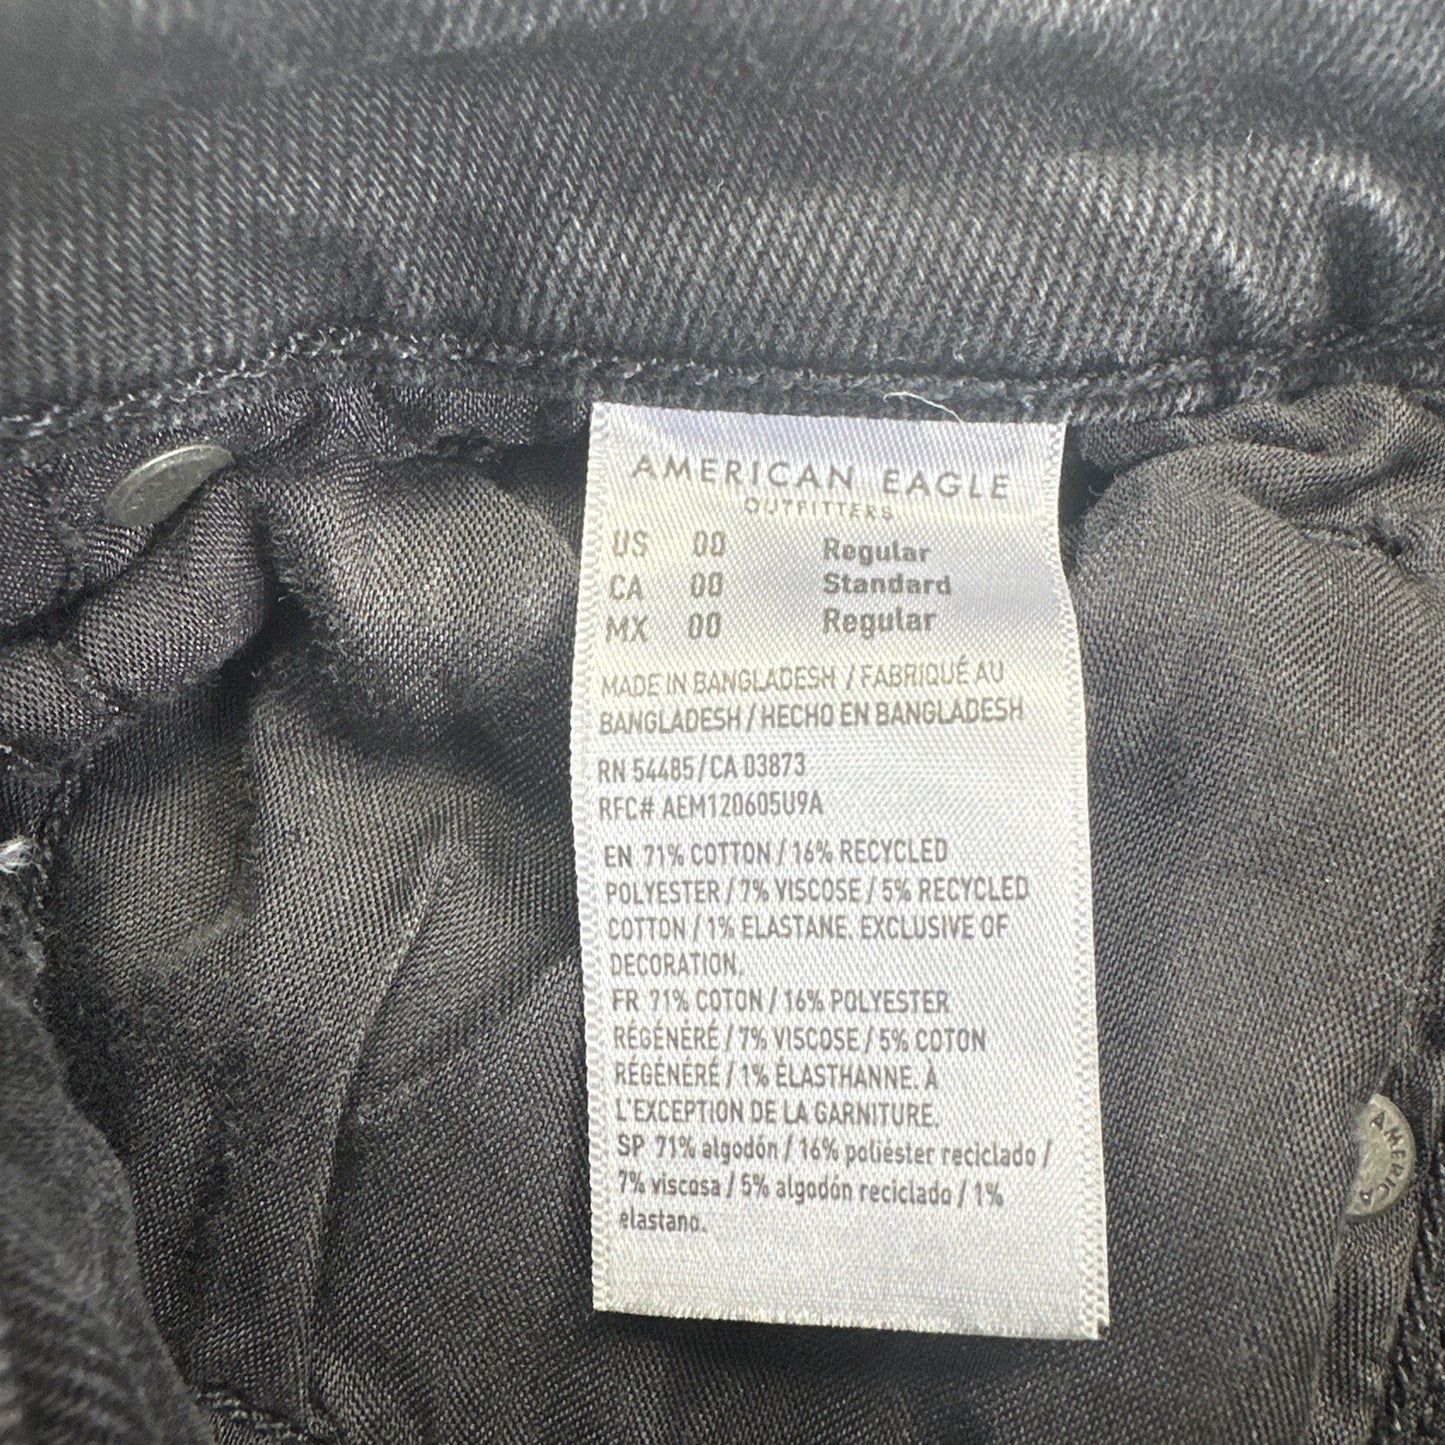 AMERICAN EAGLE
OUTFITTERS
US 00 Regular
CA 00 Standard
MX 00 Regular
MADE IN BANGLADESH / FABRIQUÉ AU
BANGLADESH / HECHO EN BANGLADESH
RN 54485/CA 03873
RFC# AEM120605U9A
EN 71% COTTON / 16% RECYCLED
POLYESTER / 7% VISCOSE / 5% RECYCLED
COTTON / 1% ELASTANE. EXCLUSIVE OF
DECORATION.
FR 71% COTON / 16% POLYESTER
RÉGÉNÉRÉ / 7% VISCOSE / 5% COTON
RÉGÉNÉRÉ / 1% ÉLASTHANNE. À
L'EXCEPTION DE LA GARNITURE.
SP 71% algodón / 16% poliéster reciclado /
7% viscosa / 5% algodón reciclado / 1%
elastano.
AMERICA